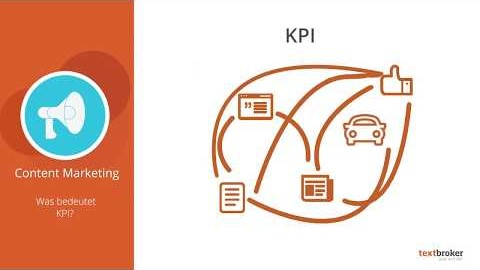 KPI
Content Marketing
Was bedeutet
KPI?
textbroker